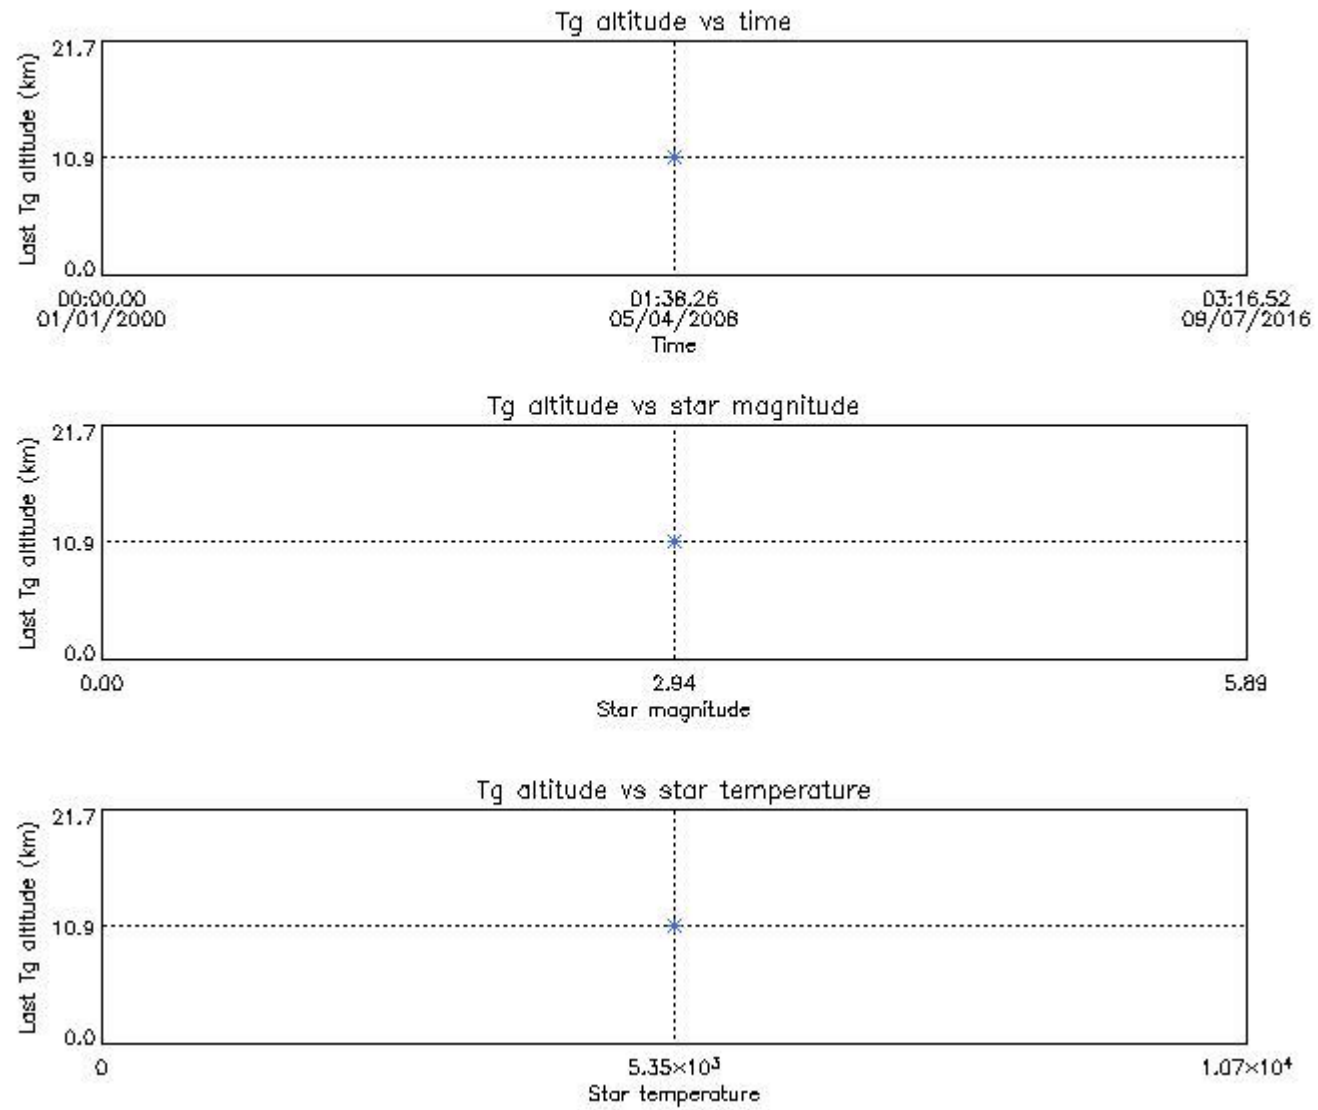 Tg altitude vs time
21.7
10.9
0.0
Last Tg altitude (km)
00:00.00 01:38.26 03:16.52
01/01/2000 05/04/2008 09/07/2016
Time
Tg altitude vs star magnitude
21.7
10.9
0.0
Last Tg altitude (km)
0.00 2.94 5.89
Star magnitude
Tg altitude vs star temperature
21.7
10.9
0.0
Last Tg altitude (km)
0 5.35×10³ 1.07×10⁴
Star temperature